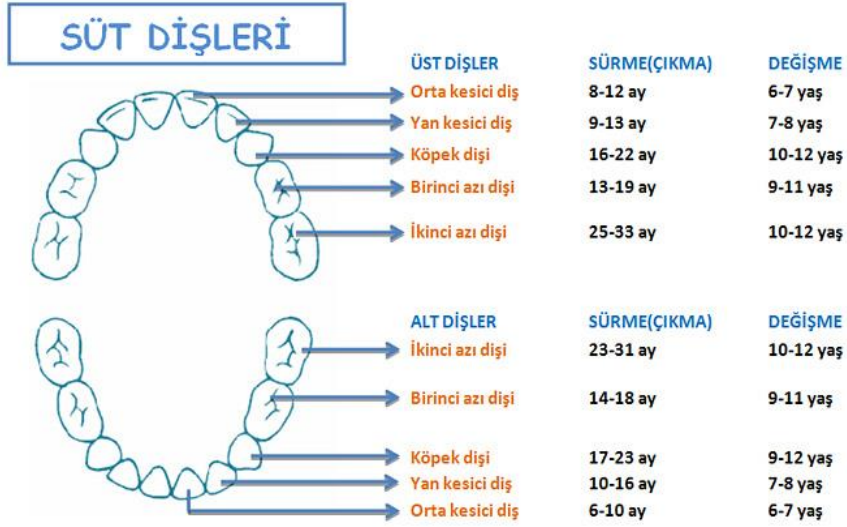 SÜT DİŞLERİ
ÜST DİŞLER SÜRME(ÇIKMA) DEĞİŞME
Orta kesici diş 8-12 ay 6-7 yaş
Yan kesici diş 9-13 ay 7-8 yaş
Köpek dişi 16-22 ay 10-12 yaş
Birinci azı dişi 13-19 ay 9-11 yaş
İkinci azı dişi 25-33 ay 10-12 yaş
ALT DİŞLER SÜRME(ÇIKMA) DEĞİŞME
İkinci azı dişi 23-31 ay 10-12 yaş
Birinci azı dişi 14-18 ay 9-11 yaş
Köpek dişi 17-23 ay 9-12 yaş
Yan kesici diş 10-16 ay 7-8 yaş
Orta kesici diş 6-10 ay 6-7 yaş